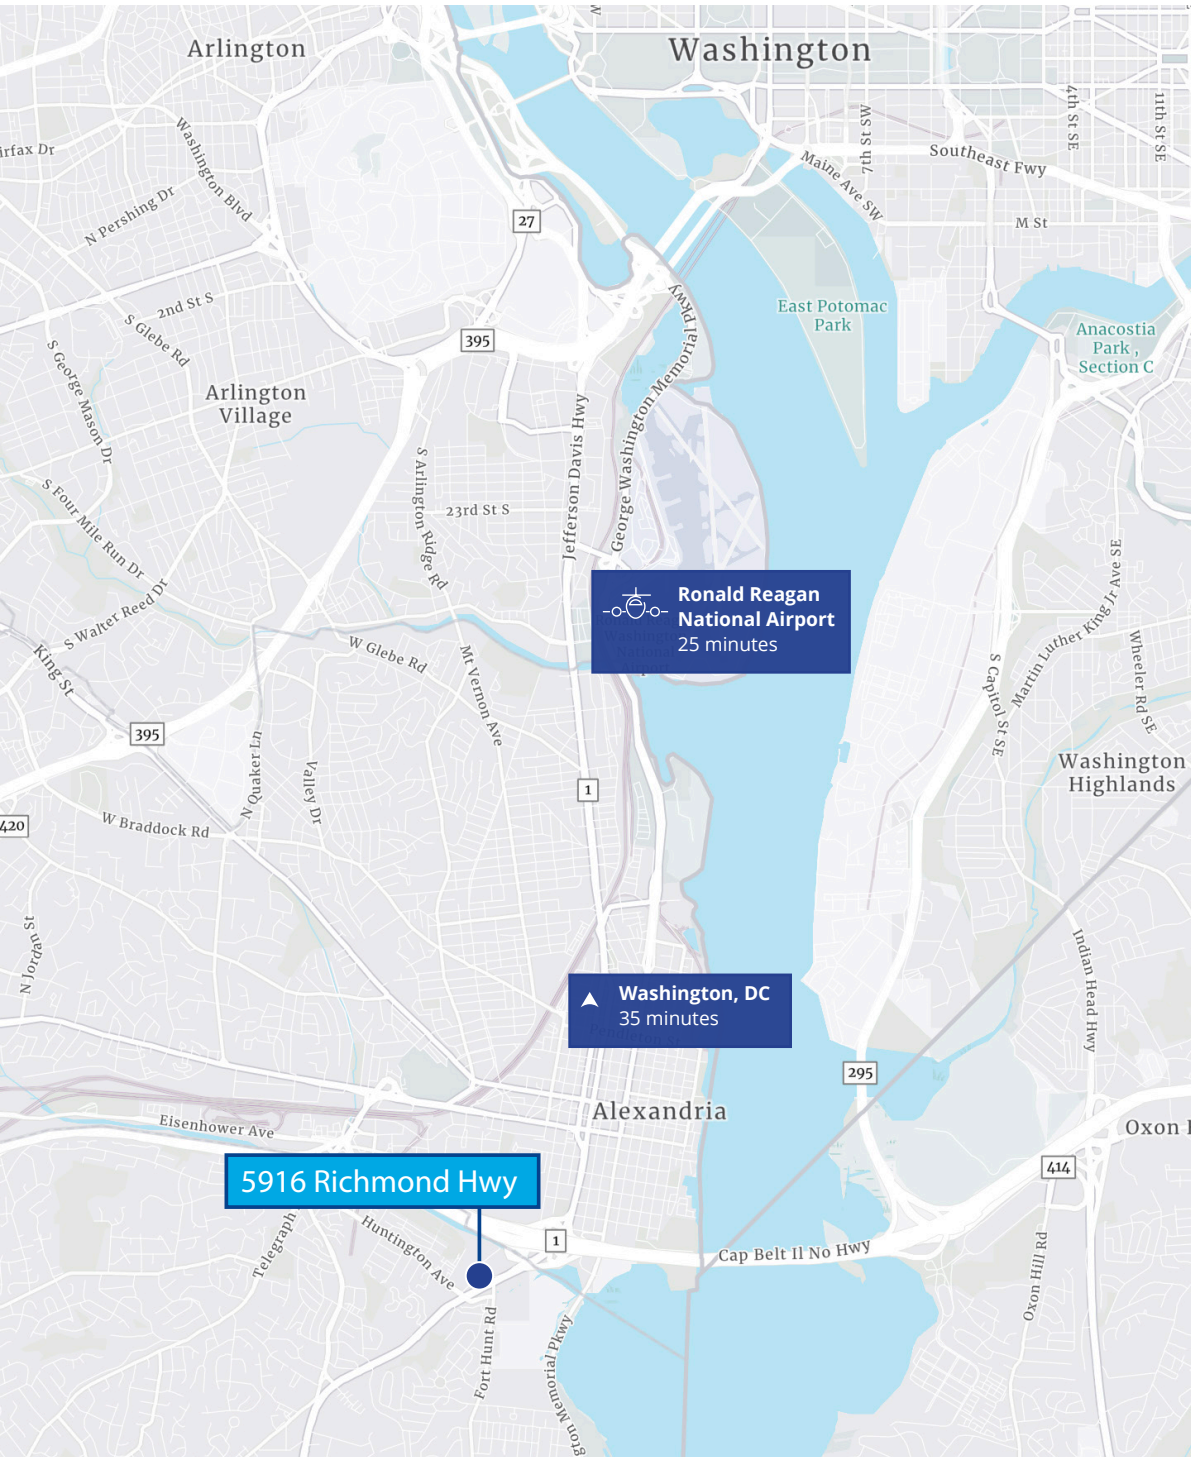 Arlington
Washington
W
irfax Dr
Washington Blvd
N Pershing Dr
27
7th St SW
4th St SE
11th St SE
Southeast Fwy
Maine Ave SW
M St
2nd St S
S Glebe Rd
395
S George Mason Dr
Arlington
Village
George Washington Memorial Pkwy
East Potomac
Park
Anacostia
Park ,
Section C
Jefferson Davis Hwy
S Arlington Ridge Rd
23rd St S
S Four Mile Run Dr
S Walter Reed Dr
King St
W Glebe Rd
Mt Vernon Ave
Ronald Reagan
National Airport
25 minutes
S Capitol St SE
Martin Luther King Jr Ave SE
Wheeler Rd SE
395
N Quaker Ln
Valley Dr
1
Washington
Highlands
420
W Braddock Rd
N Jordan St
Indian Head Hwy
Washington, DC
35 minutes
295
Alexandria
Eisenhower Ave
Oxon
414
5916 Richmond Hwy
Telegraph
Huntington Ave
1
Cap Belt Il No Hwy
Oxon Hill Rd
Fort Hunt Rd
gton Memorial Pkwy